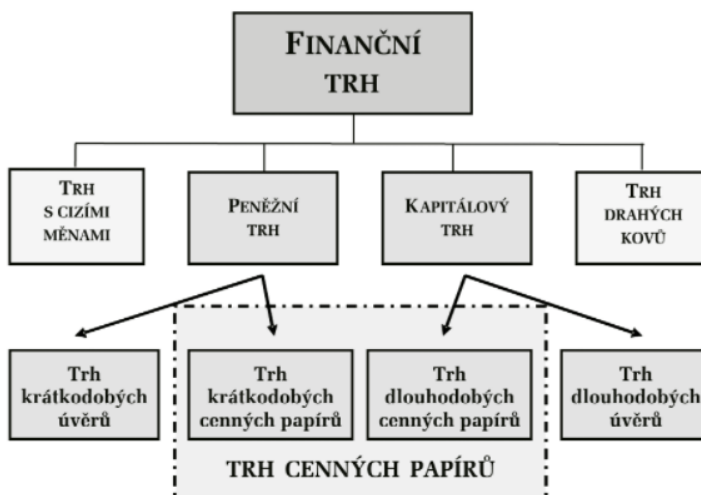 FINANČNÍ
TRH
TRH
S CIZÍMI
MĚNAMI
PENĚŽNÍ
TRH
KAPITÁLOVÝ
TRH
TRH
DRAHÝCH
KOVŮ
Trh
krátkodobých
úvěrů
Trh
krátkodobých
cenných papírů
Trh
dlouhodobých
cenných papírů
Trh
dlouhodobých
úvěrů
TRH CENNÝCH PAPÍRŮ